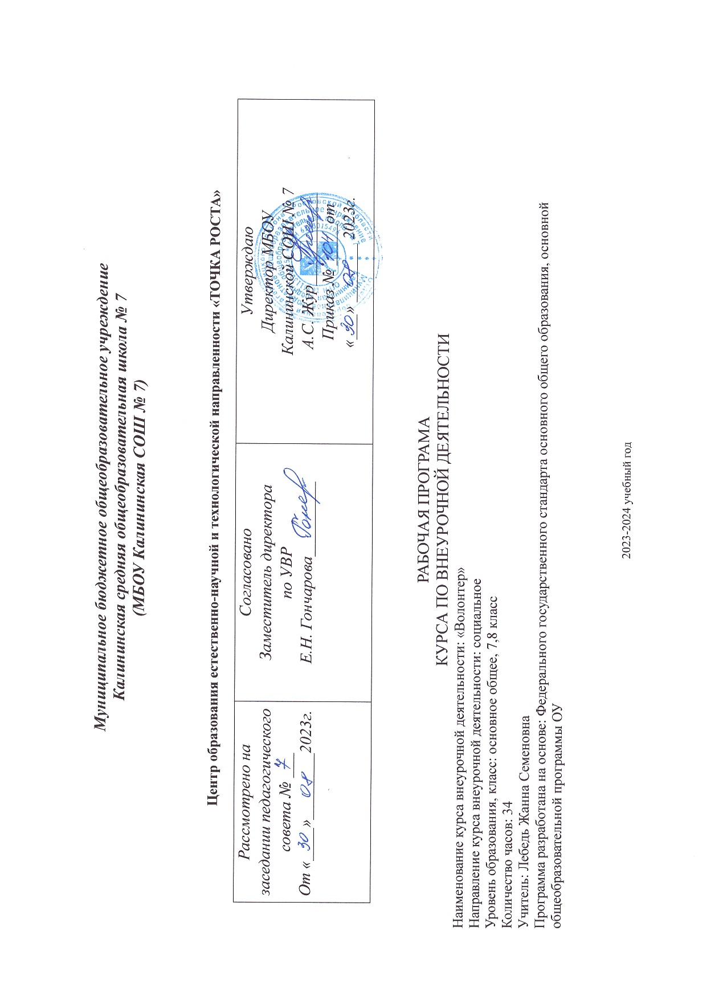 Муниципальное бюджетное общеобразовательное учреждение
Калининская средняя общеобразовательная школа № 7
(МБОУ Калининская СОШ № 7)
Центр образования естественно-научной и технологической направленности «ТОЧКА РОСТА»
Рассмотрено на
заседании педагогического
совета № 7
От « 30 » 08 2023г.
Согласовано
Заместитель директора
по УВР
Е.Н. Гончарова
Утверждаю
Директор МБОУ
Калининской СОШ № 7
А.С. Жур
Приказ № от
« 30 » 08 2023г.
РАБОЧАЯ ПРОГРАМА
КУРСА ПО ВНЕУРОЧНОЙ ДЕЯТЕЛЬНОСТИ
Наименование курса внеурочной деятельности: «Волонтер»
Направление курса внеурочной деятельности: социальное
Уровень образования, класс: основное общее, 7,8 класс
Количество часов: 34
Учитель: Лебедь Жанна Семеновна
Программа разработана на основе: Федерального государственного стандарта основного общего образования, основной
общеобразовательной программы ОУ
2023-2024 учебный год